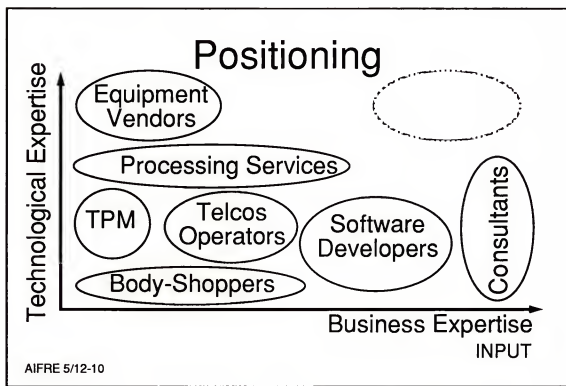 Positioning
Technological Expertise
Equipment
Vendors
Processing Services
TPM
Telcos
Operators
Software
Developers
Consultants
Body-Shoppers
Business Expertise
INPUT
AIFRE 5/12-10